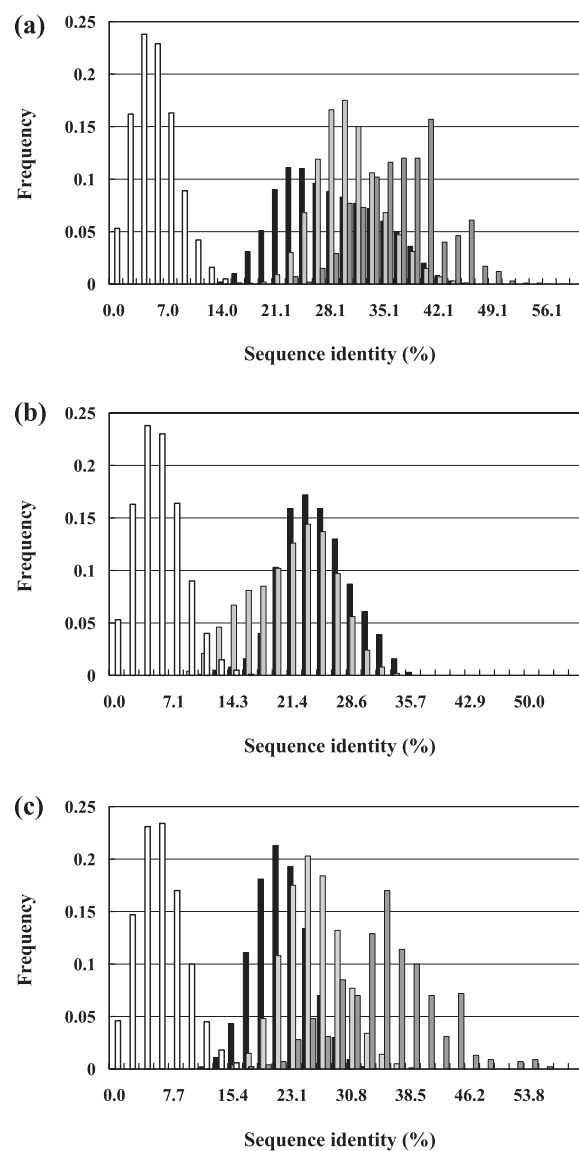 (a)
Frequency
0.25
0.2
0.15
0.1
0.05
0
0.0 7.0 14.0 21.1 28.1 35.1 42.1 49.1 56.1
Sequence identity (%)
(b)
Frequency
0.25
0.2
0.15
0.1
0.05
0
0.0 7.1 14.3 21.4 28.6 35.7 42.9 50.0
Sequence identity (%)
(c)
Frequency
0.25
0.2
0.15
0.1
0.05
0
0.0 7.7 15.4 23.1 30.8 38.5 46.2 53.8
Sequence identity (%)